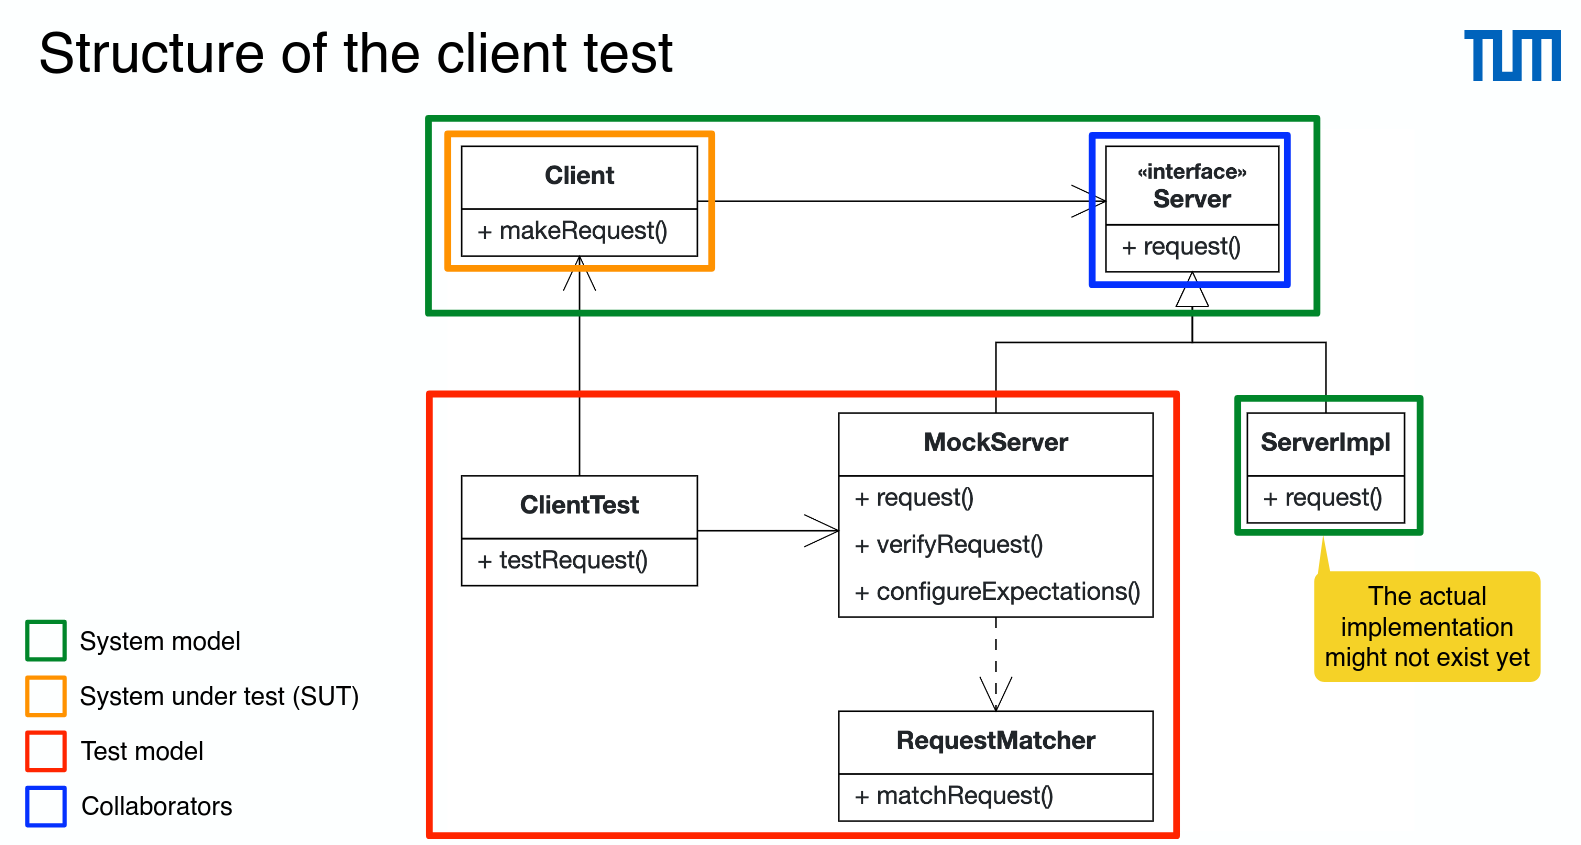 Structure of the client test
TUM
Client
+ makeRequest()
«interface»
Server
+ request()
ClientTest
+ testRequest()
MockServer
+ request()
+ verifyRequest()
+ configureExpectations()
ServerImpl
+ request()
The actual
implementation
might not exist yet
RequestMatcher
+ matchRequest()
System model
System under test (SUT)
Test model
Collaborators